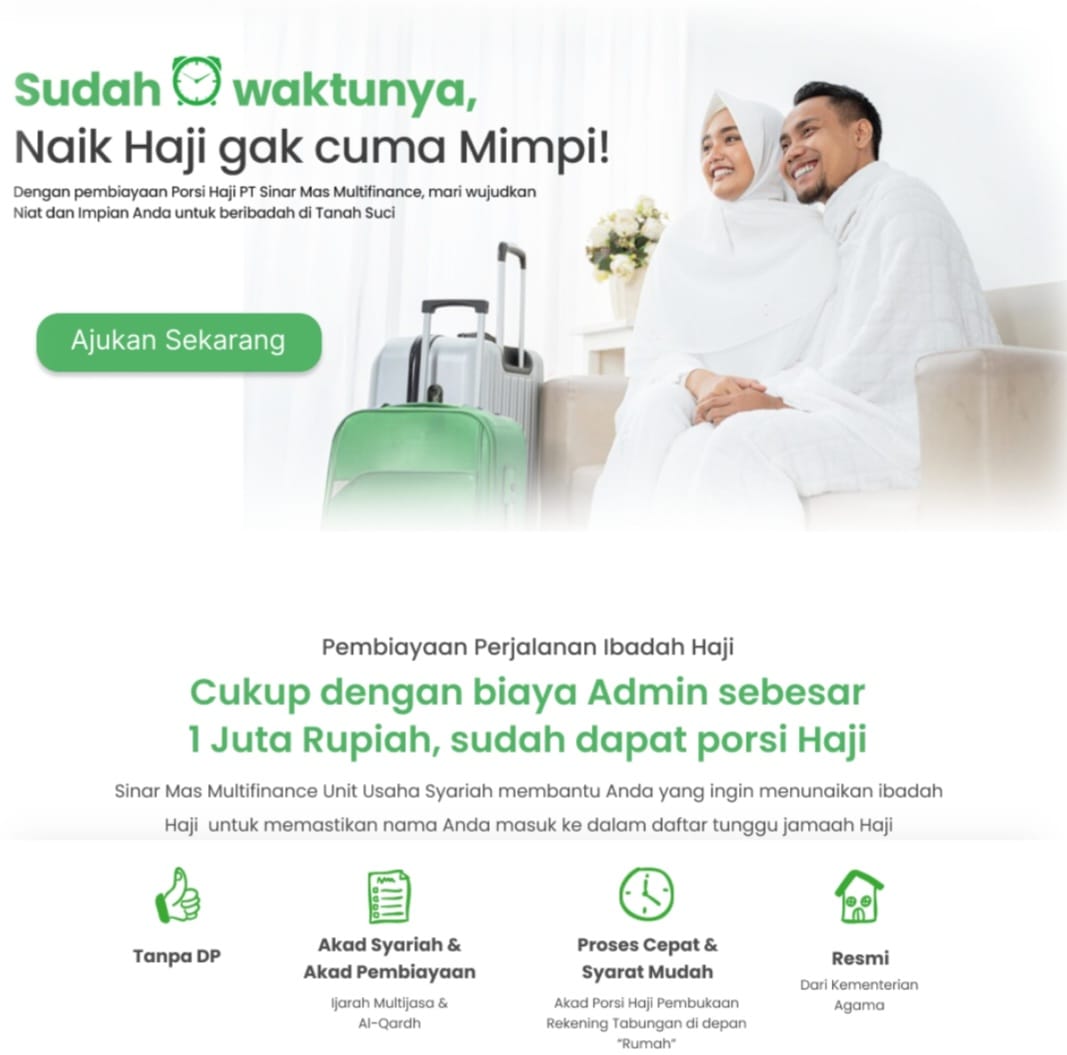 Sudah waktunya,
Naik Haji gak cuma Mimpi!
Dengan pembiayaan Porsi Haji PT Sinar Mas Multifinance, mari wujudkan
Niat dan Impian Anda untuk beribadah di Tanah Suci
Ajukan Sekarang
Pembiayaan Perjalanan Ibadah Haji
Cukup dengan biaya Admin sebesar
1 Juta Rupiah, sudah dapat porsi Haji
Sinar Mas Multifinance Unit Usaha Syariah membantu Anda yang ingin menunaikan ibadah
Haji untuk memastikan nama Anda masuk ke dalam daftar tunggu jamaah Haji
Tanpa DP
Akad Syariah &
Akad Pembiayaan
Ijarah Multijasa &
Al-Qardh
Proses Cepat &
Syarat Mudah
Akad Porsi Haji Pembukaan
Rekening Tabungan di depan
"Rumah"
Resmi
Dari Kementerian
Agama